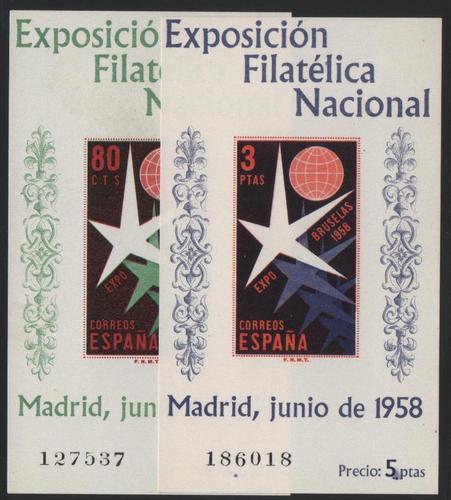 Exposició
Filaté
Na
80
CTS
EXPO
CORREOS
ESPAÑA
F.N.M.T.
Madrid, jun
127537
Exposición
Filatélica
Nacional
3
PTAS
EXPO
BRUSELAS
1958
CORREOS
ESPAÑA
F.N.M.T.
Madrid, junio de 1958
186018
Precio: 5 ptas